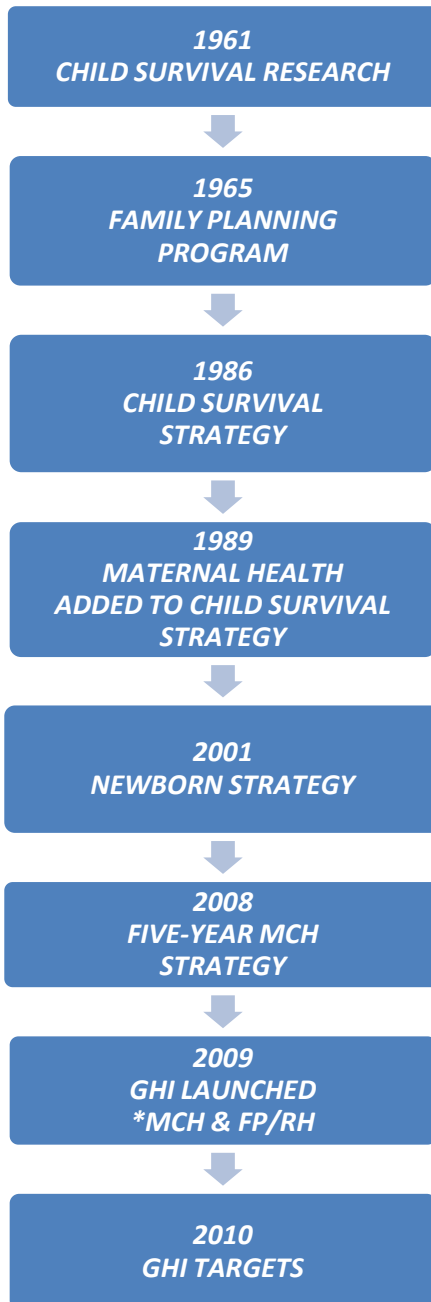 1961
CHILD SURVIVAL RESEARCH
1965
FAMILY PLANNING
PROGRAM
1986
CHILD SURVIVAL
STRATEGY
1989
MATERNAL HEALTH
ADDED TO CHILD SURVIVAL
STRATEGY
2001
NEWBORN STRATEGY
2008
FIVE-YEAR MCH
STRATEGY
2009
GHI LAUNCHED
*MCH & FP/RH
2010
GHI TARGETS